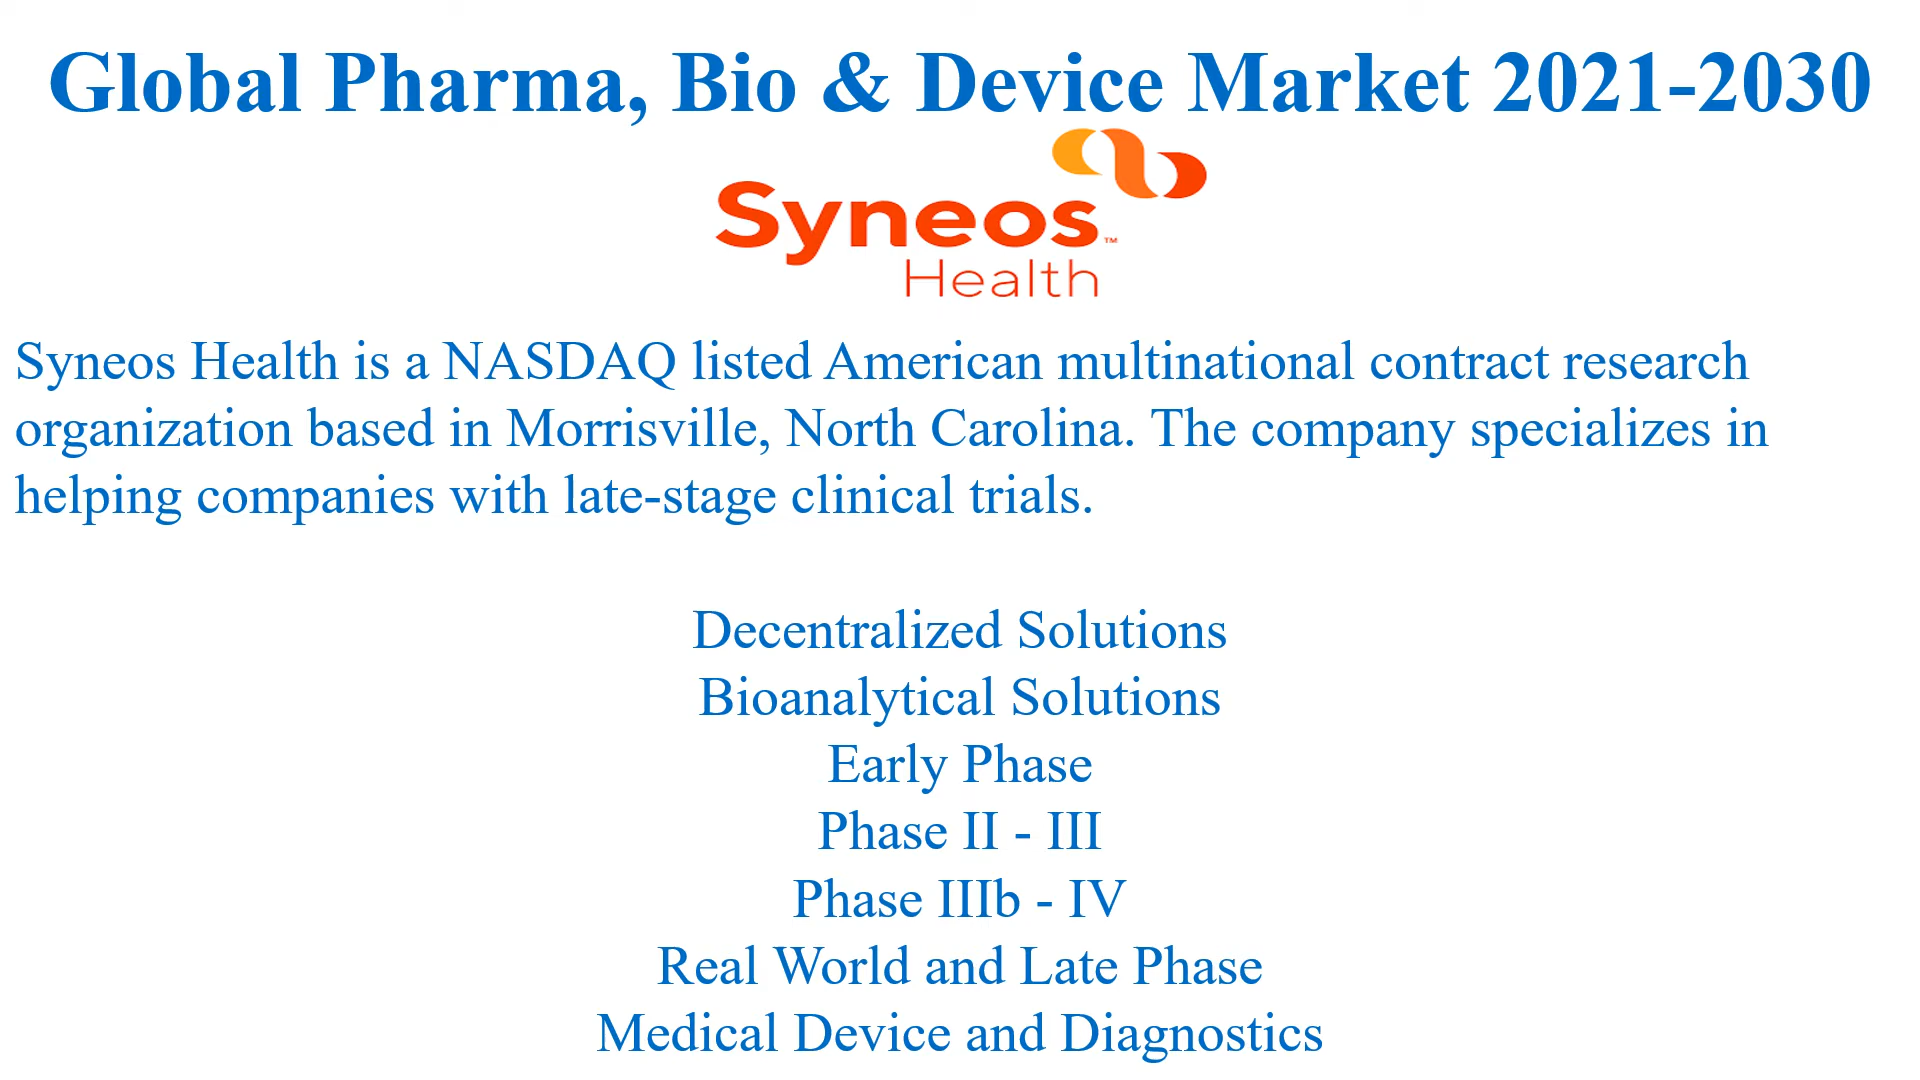 Global Pharma, Bio & Device Market 2021-2030
Syneos™
Health
Syneos Health is a NASDAQ listed American multinational contract research
organization based in Morrisville, North Carolina. The company specializes in
helping companies with late-stage clinical trials.
Decentralized Solutions
Bioanalytical Solutions
Early Phase
Phase II - III
Phase IIIb - IV
Real World and Late Phase
Medical Device and Diagnostics